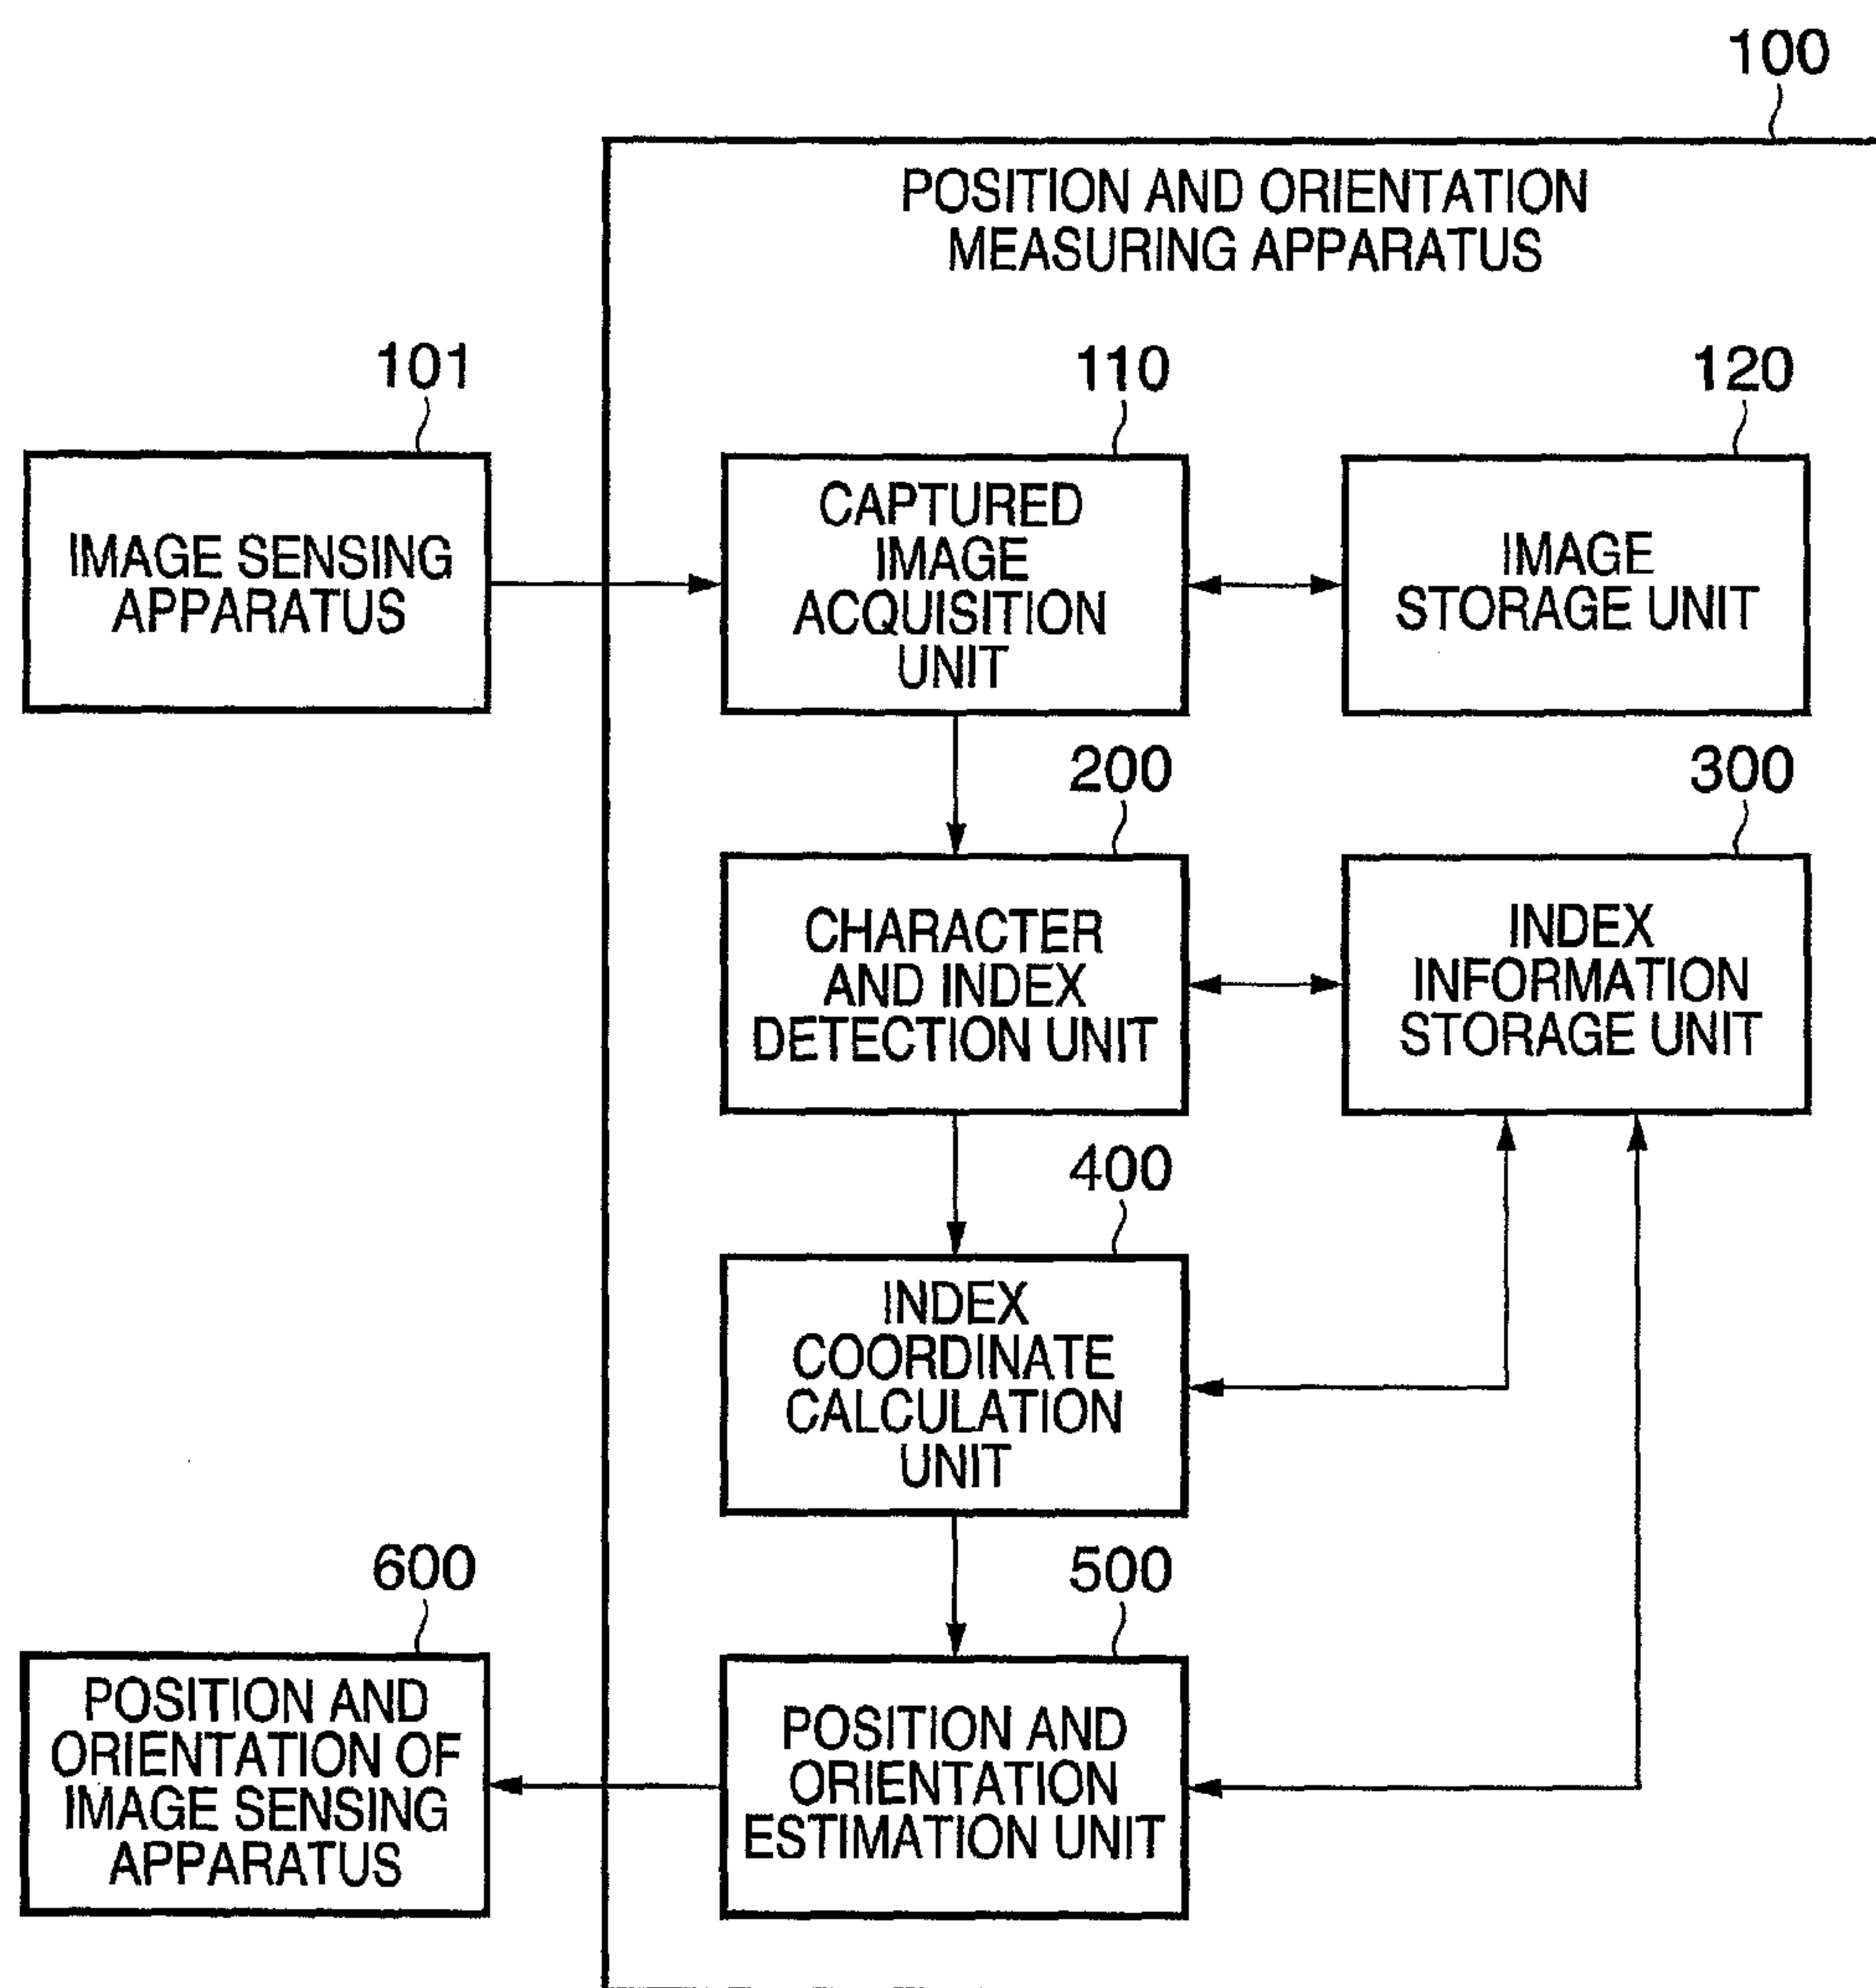 100
POSITION AND ORIENTATION
MEASURING APPARATUS
101
IMAGE SENSING
APPARATUS
110
CAPTURED
IMAGE
ACQUISITION
UNIT
120
IMAGE
STORAGE UNIT
200
CHARACTER
AND INDEX
DETECTION UNIT
300
INDEX
INFORMATION
STORAGE UNIT
400
INDEX
COORDINATE
CALCULATION
UNIT
500
POSITION AND
ORIENTATION
ESTIMATION UNIT
600
POSITION AND
ORIENTATION OF
IMAGE SENSING
APPARATUS